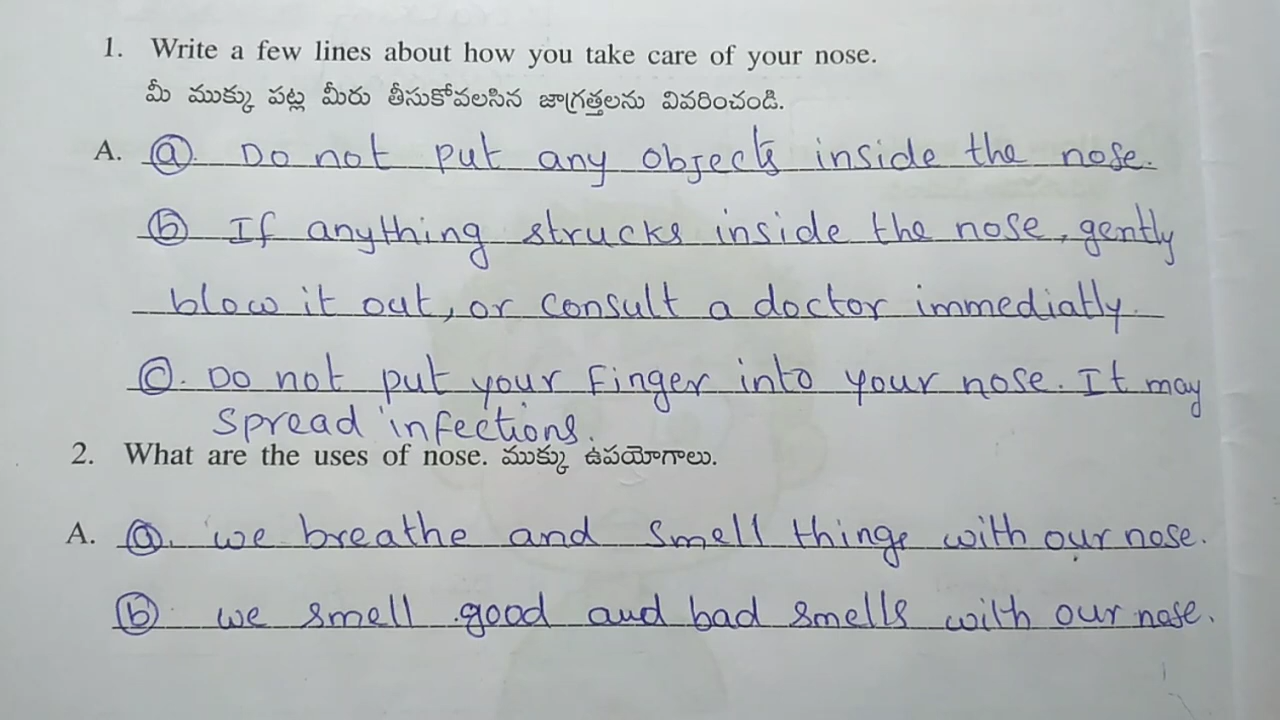 1. Write a few lines about how you take care of your nose.
మీ ముక్కు పట్ల మీరు తీసుకోవలసిన జాగ్రత్తలను వివరించండి.
A. ⓐ. Do not put any objects inside the nose.
ⓑ If anything strucks inside the nose, gently
blow it out, or consult a doctor immediatly.
ⓒ. Do not put your Finger into your nose. It may
spread infections.
2. What are the uses of nose. ముక్కు ఉపయోగాలు.
A. ⓐ. we breathe and smell things with our nose.
ⓑ. we smell good and bad smells with our nose.